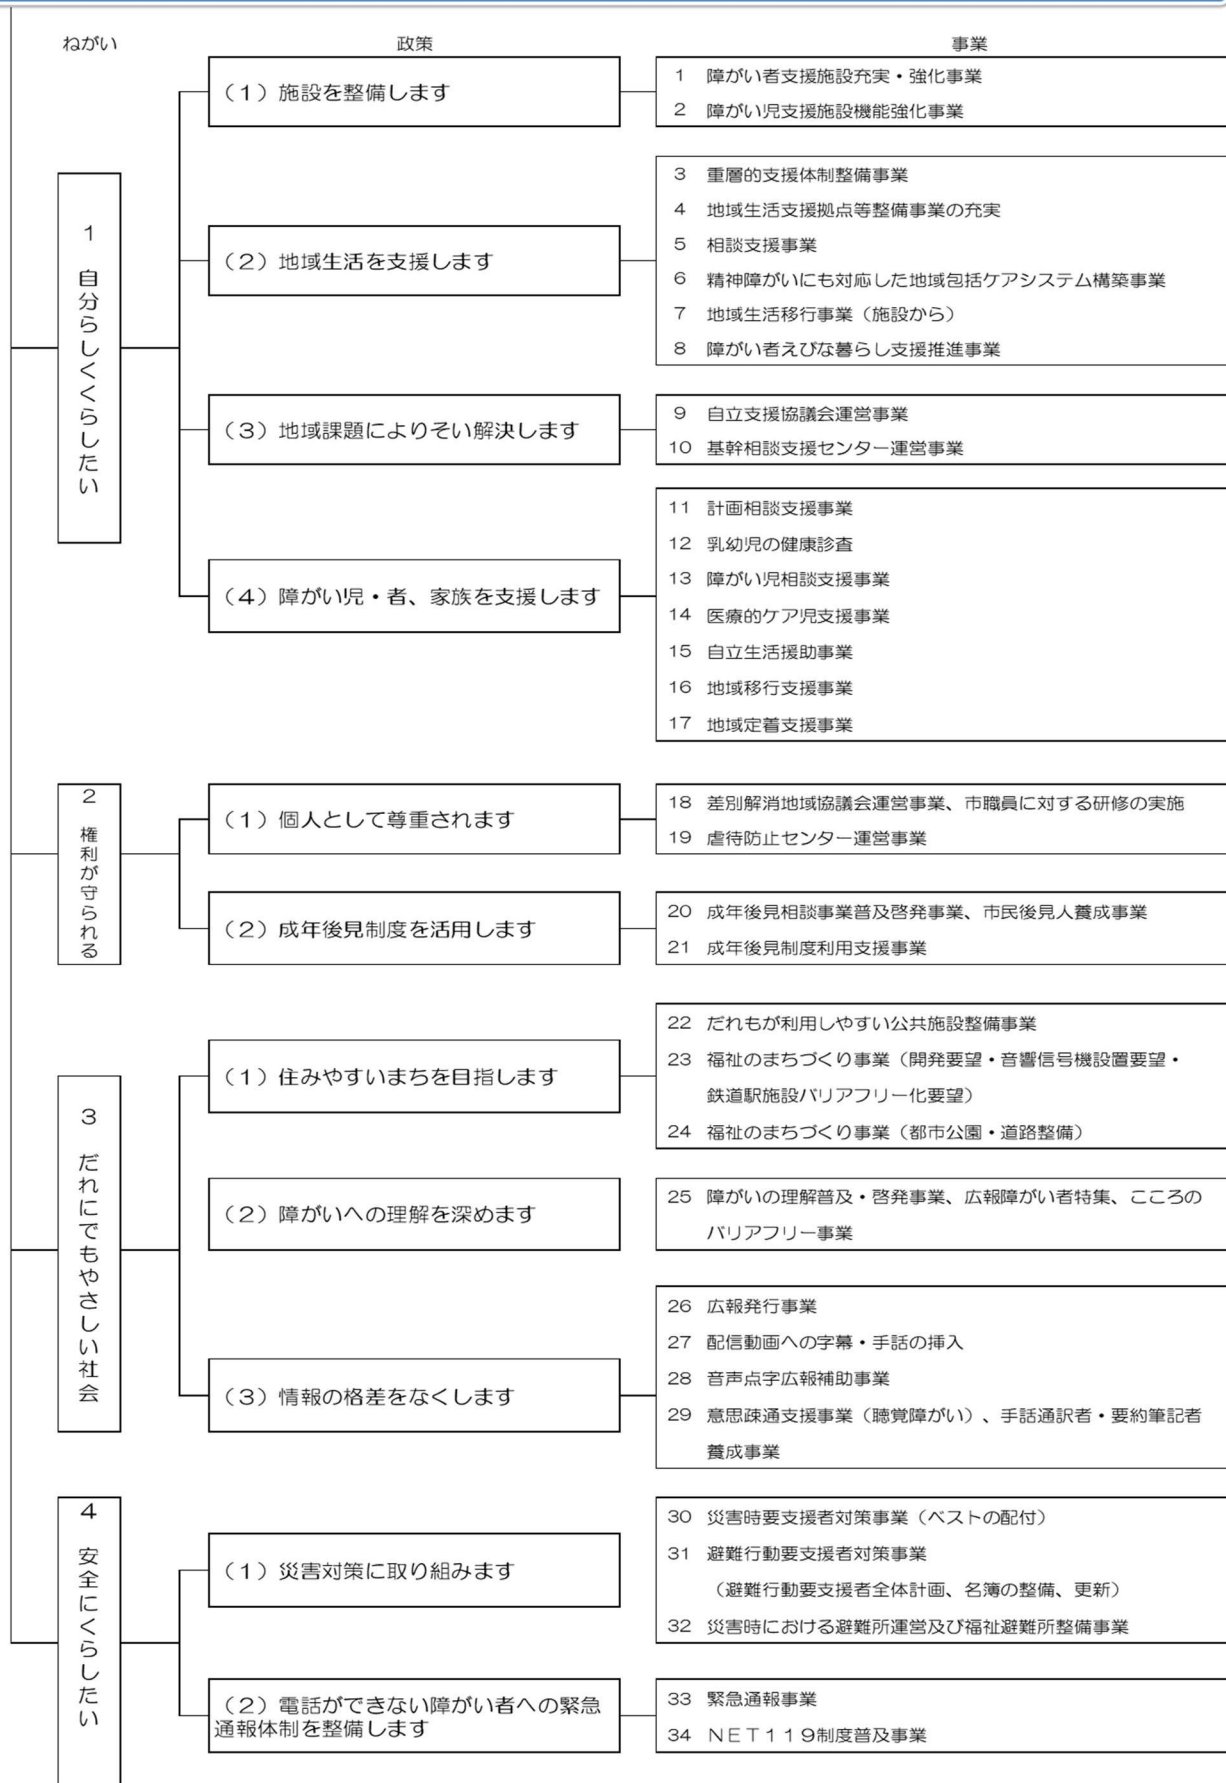 ねがい
政策
事業
1 自分らしくくらしたい
(1)施設を整備します
1 障がい者支援施設充実・強化事業
2 障がい児支援施設機能強化事業
(2)地域生活を支援します
3 重層的支援体制整備事業
4 地域生活支援拠点等整備事業の充実
5 相談支援事業
6 精神障がいにも対応した地域包括ケアシステム構築事業
7 地域生活移行事業(施設から)
8 障がい者えびな暮らし支援推進事業
(3)地域課題によりそい解決します
9 自立支援協議会運営事業
10 基幹相談支援センター運営事業
(4)障がい児・者、家族を支援します
11 計画相談支援事業
12 乳幼児の健康診査
13 障がい児相談支援事業
14 医療的ケア児支援事業
15 自立生活援助事業
16 地域移行支援事業
17 地域定着支援事業
2 権利が守られる
(1)個人として尊重されます
18 差別解消地域協議会運営事業、市職員に対する研修の実施
19 虐待防止センター運営事業
(2)成年後見制度を活用します
20 成年後見相談事業普及啓発事業、市民後見人養成事業
21 成年後見制度利用支援事業
3 だれにでもやさしい社会
(1)住みやすいまちを目指します
22 だれもが利用しやすい公共施設整備事業
23 福祉のまちづくり事業(開発要望・音響信号機設置要望・
鉄道駅施設バリアフリー化要望)
24 福祉のまちづくり事業(都市公園・道路整備)
(2)障がいへの理解を深めます
25 障がいの理解普及・啓発事業、広報障がい者特集、こころの
バリアフリー事業
(3)情報の格差をなくします
26 広報発行事業
27 配信動画への字幕・手話の挿入
28 音声点字広報補助事業
29 意思疎通支援事業(聴覚障がい)、手話通訳者・要約筆記者
養成事業
4 安全にくらしたい
(1)災害対策に取り組みます
30 災害時要支援者対策事業(ベストの配付)
31 避難行動要支援者対策事業
(避難行動要支援者全体計画、名簿の整備、更新)
32 災害時における避難所運営及び福祉避難所整備事業
(2)電話ができない障がい者への緊急
通報体制を整備します
33 緊急通報事業
34 NET119制度普及事業